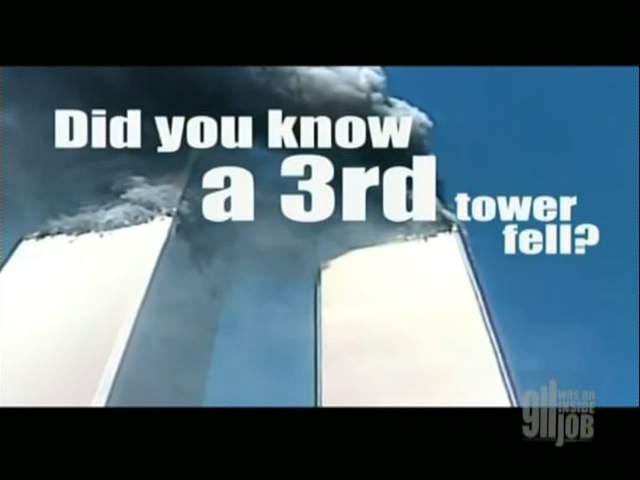 Did you know
a 3rd tower
fell?
911 WAS AN
INSIDE
JOB